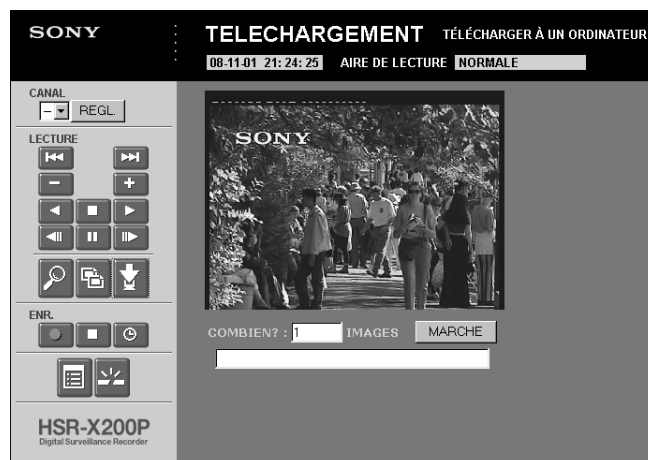 SONY
TELECHARGEMENT TÉLÉCHARGER À UN ORDINATEUR
08-11-01 21:24:25 AIRE DE LECTURE NORMALE
CANAL
– REGL.
LECTURE
SONY
ENR.
COMBIEN? : 1 IMAGES MARCHE
HSR-X200P
Digital Surveillance Recorder